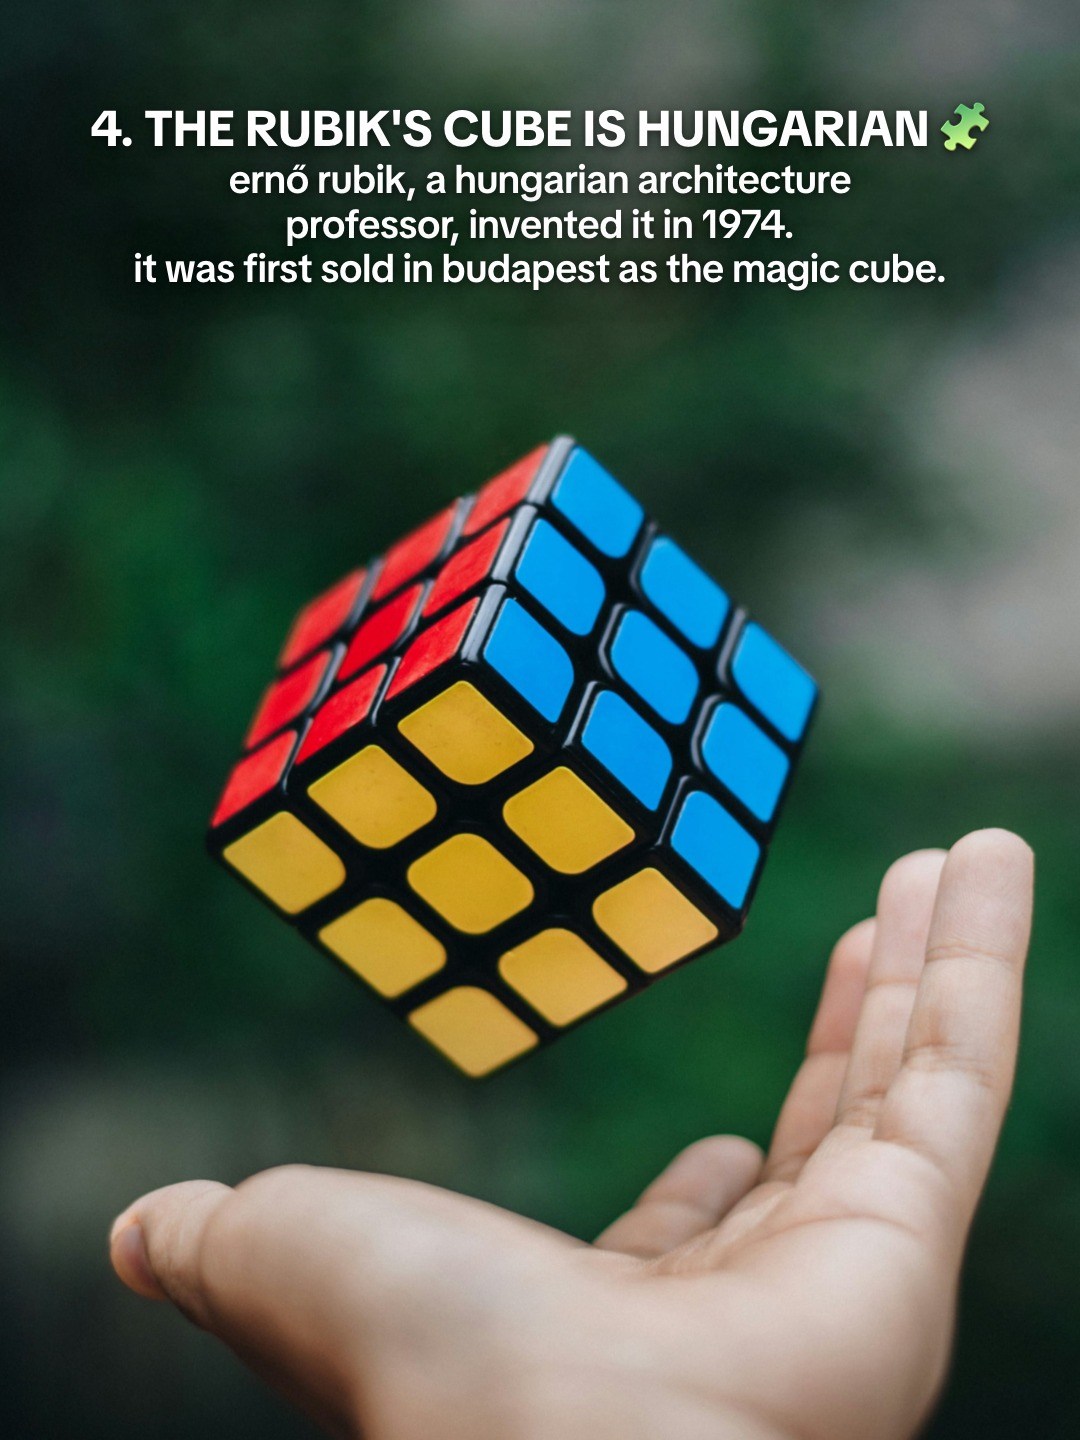 4. THE RUBIK'S CUBE IS HUNGARIAN 🧩
ernő rubik, a hungarian architecture
professor, invented it in 1974.
it was first sold in budapest as the magic cube.